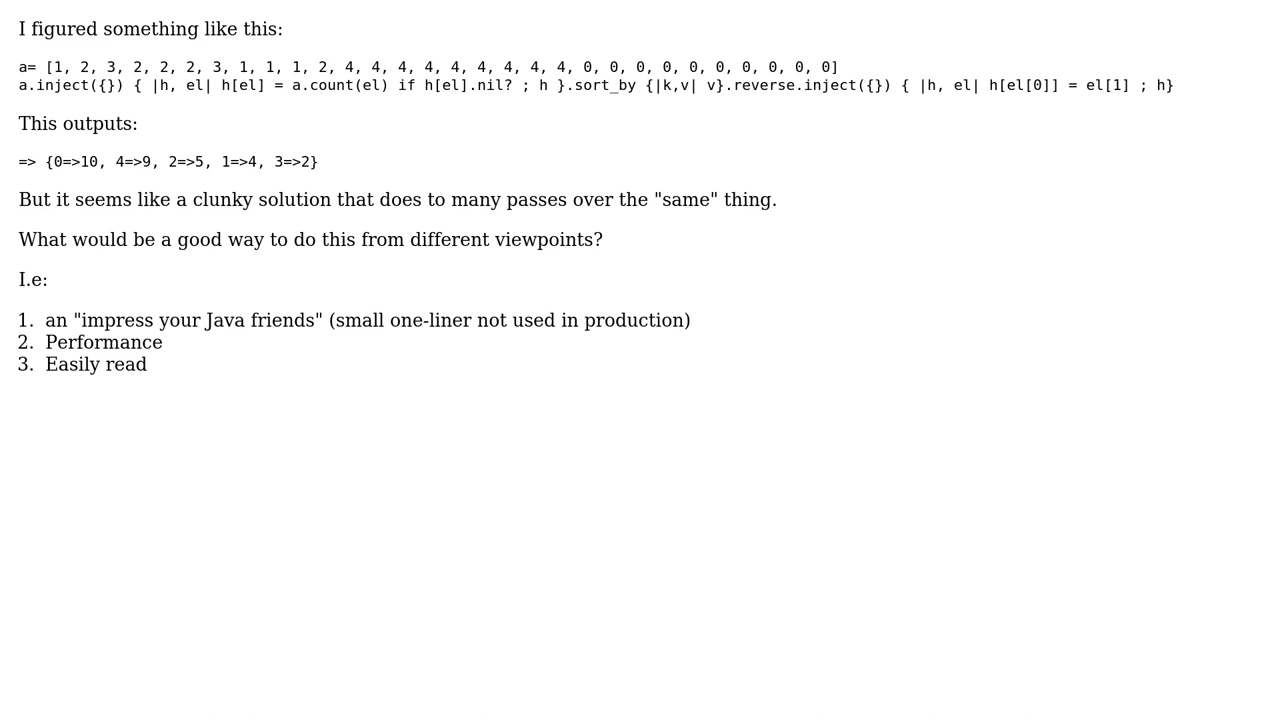 I figured something like this:
a= [1, 2, 3, 2, 2, 2, 3, 1, 1, 1, 2, 4, 4, 4, 4, 4, 4, 4, 4, 4, 0, 0, 0, 0, 0, 0, 0, 0, 0, 0]
a.inject({}) { |h, el| h[el] = a.count(el) if h[el].nil? ; h }.sort_by {|k,v| v}.reverse.inject({}) { |h, el| h[el[0]] = el[1] ; h}
This outputs:
=> {0=>10, 4=>9, 2=>5, 1=>4, 3=>2}
But it seems like a clunky solution that does to many passes over the "same" thing.
What would be a good way to do this from different viewpoints?
I.e:
1. an "impress your Java friends" (small one-liner not used in production)
2. Performance
3. Easily read